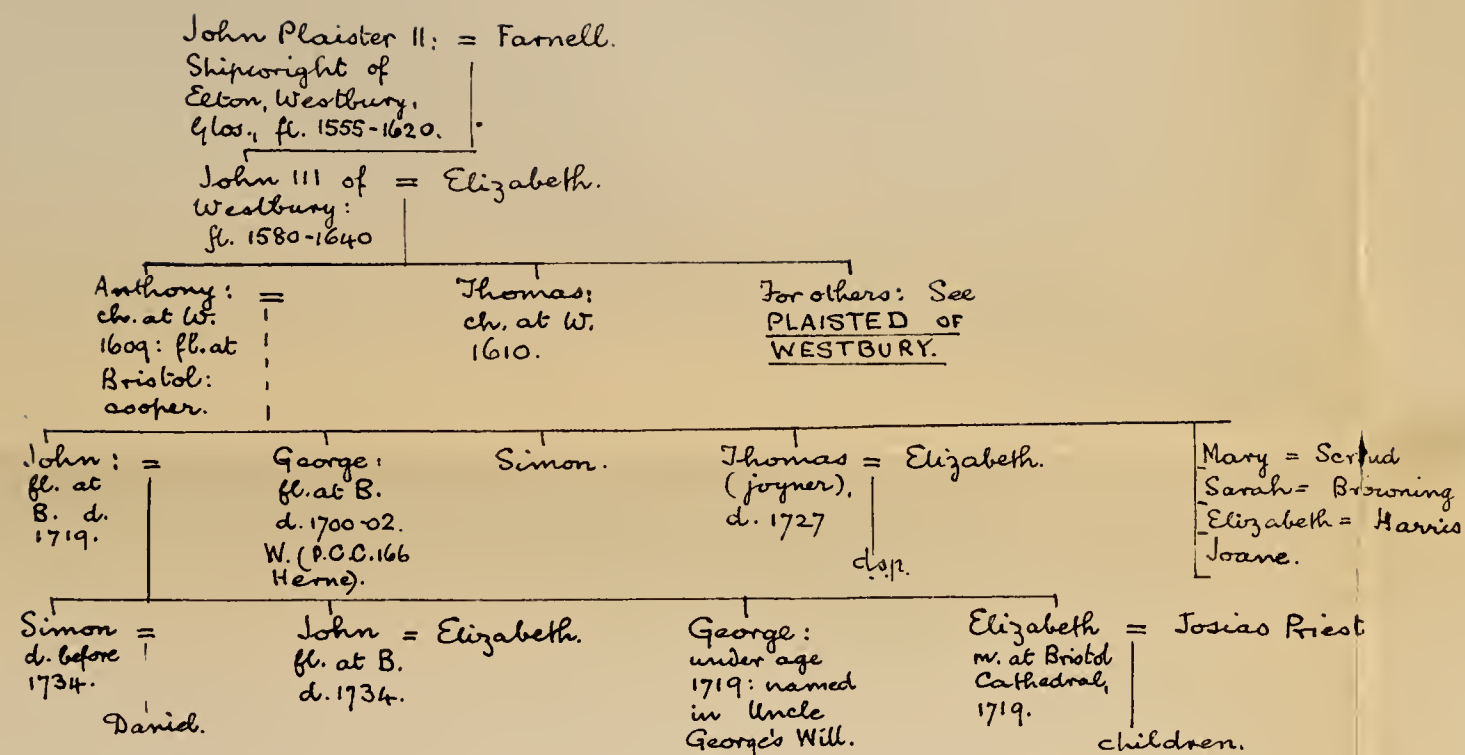 John Plaister II: = Farnell.
Shipwright of
Elton, Westbury,
Glos., fl. 1555-1620.
John III of = Elizabeth.
Westbury:
fl. 1580-1640
Anthony: =
ch. at W.
1609: fl. at
Bristol:
cooper.
Thomas:
ch. at W.
1610.
For others: See
PLAISTED OF
WESTBURY.
John: =
fl. at
B. d.
1719.
George:
fl. at B.
d. 1700-02.
W. (P.C.C. 166
Herne).
Simon.
Thomas = Elizabeth.
(joyner),
d. 1727
d.s.p.
Mary =
Sarah = Browning
Elizabeth = Harris
Joane.
Simon =
d. before
1734.
Daniel.
John = Elizabeth.
fl. at B.
d. 1734.
George:
under age
1719: named
in Uncle
George's Will.
Elizabeth = Josias Priest
m. at Bristol
Cathedral,
1719.
children.